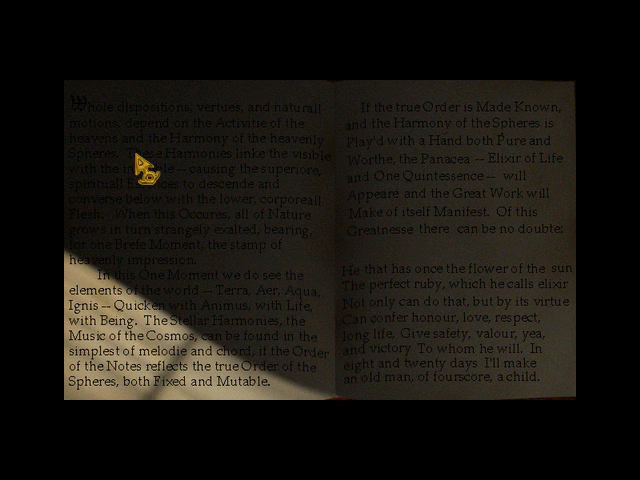 Whole dispositions, vertues, and naturall
motions, depend on the Activitie of the
heavens and the Harmony of the heavenly
Spheres. These Harmonies linke the visible
with the -- causing the superiore,
spirituall to descende and
converse below with the lower, corporeall
Flesh. When this Occures, all of Nature
grows in turn strangely exalted, bearing,
for one Brefe Moment, the stamp of
heavenly impression.
In this One Moment we do see the
elements of the world -- Terra, Aer, Aqua,
Ignis -- Quicken with Animus, with Life,
with Being. The Stellar Harmonies, the
Music of the Cosmos, can be found in the
simplest of melodie and chord, if the Order
of the Notes reflects the true Order of the
Spheres, both Fixed and Mutable.
If the true Order is Made Known,
and the Harmony of the Spheres is
Play'd with a Hand both Pure and
Worthe, the Panacea -- Elixir of Life
and One Quintessence -- will
Appeare and the Great Work will
Make of itself Manifest. Of this
Greatnesse there can be no doubte:
He that has once the flower of the sun
The perfect ruby, which he calls elixir
Not only can do that, but by its virtue
Can confer honour, love, respect,
long life, Give safety, valour, yea,
and victory To whom he will. In
eight and twenty days I'll make
an old man, of fourscore, a child.